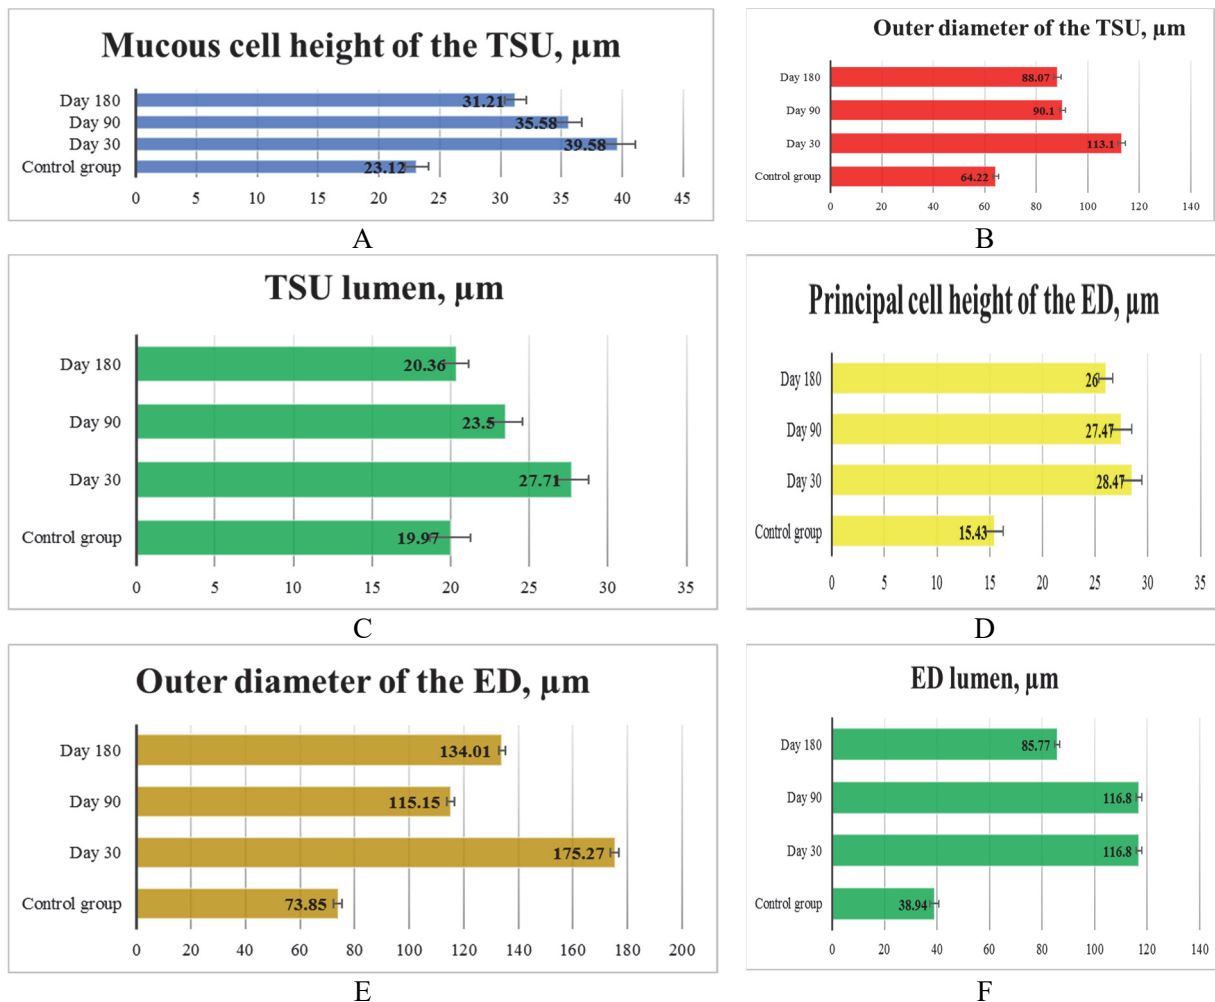 Mucous cell height of the TSU, µm
Day 180
31.21
Day 90
35.58
Day 30
39.58
Control group
23.12
0 5 10 15 20 25 30 35 40 45
A
Outer diameter of the TSU, µm
Day 180
88.07
Day 90
90.1
Day 30
113.1
Control group
64.22
0 20 40 60 80 100 120 140
B
TSU lumen, µm
Day 180
20.36
Day 90
23.5
Day 30
27.71
Control group
19.97
0 5 10 15 20 25 30 35
C
Principal cell height of the ED, µm
Day 180
26
Day 90
27.47
Day 30
28.47
Control group
15.43
0 5 10 15 20 25 30 35
D
Outer diameter of the ED, µm
Day 180
134.01
Day 90
115.15
Day 30
175.27
Control group
73.85
0 20 40 60 80 100 120 140 160 180 200
E
ED lumen, µm
Day 180
85.77
Day 90
116.8
Day 30
116.8
Control group
38.94
0 20 40 60 80 100 120 140
F